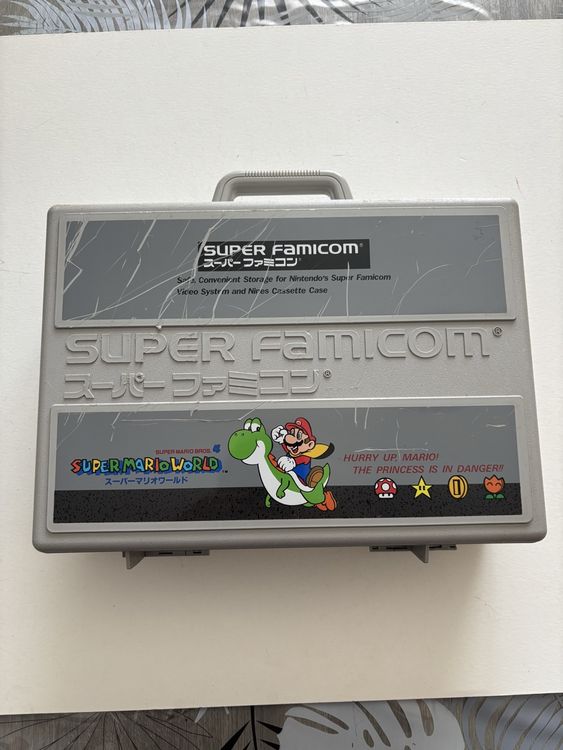 SUPER FAMICOM®
スーパーファミコン®
Safe, Convenient Storage for Nintendo's Super Famicom
Video System and Nines Cassette Case
SUPER FAMICOM®
スーパーファミコン®
SUPER MARIO BROS. 4
SUPER MARIO WORLD™
スーパーマリオワールド
HURRY UP, MARIO!
THE PRINCESS IS IN DANGER!!